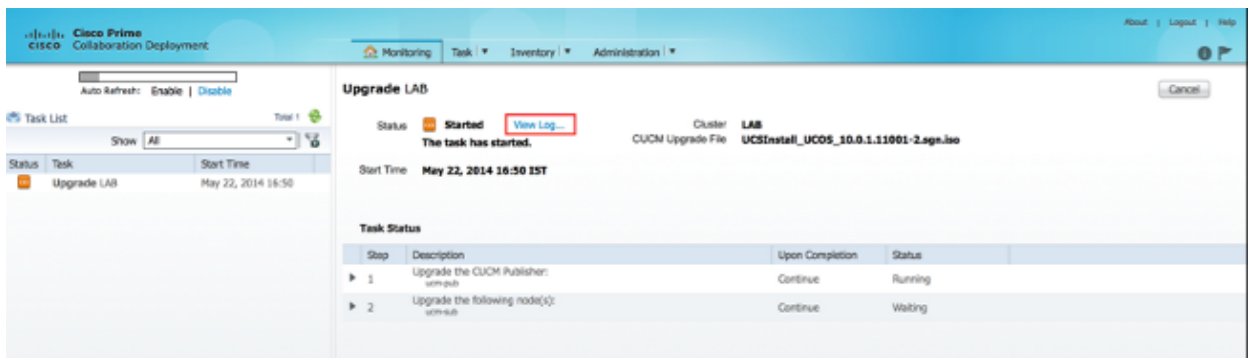 About | Logout | Help
cisco Cisco Prime
Collaboration Deployment
Monitoring Task Inventory Administration
Auto Refresh: Enable | Disable
Task List Total 1
Show All
Status Task Start Time
Upgrade LAB May 22, 2014 16:50
Upgrade LAB Cancel
Status Started View Log... Cluster LAB
The task has started. CUCM Upgrade File UCSInstall_UCOS_10.0.1.11001-2.sgn.iso
Start Time May 22, 2014 16:50 IST
Task Status
Step Description Upon Completion Status
1 Upgrade the CUCM Publisher: Continue Running
ucm-pub
2 Upgrade the following node(s): Continue Waiting
ucm-sub